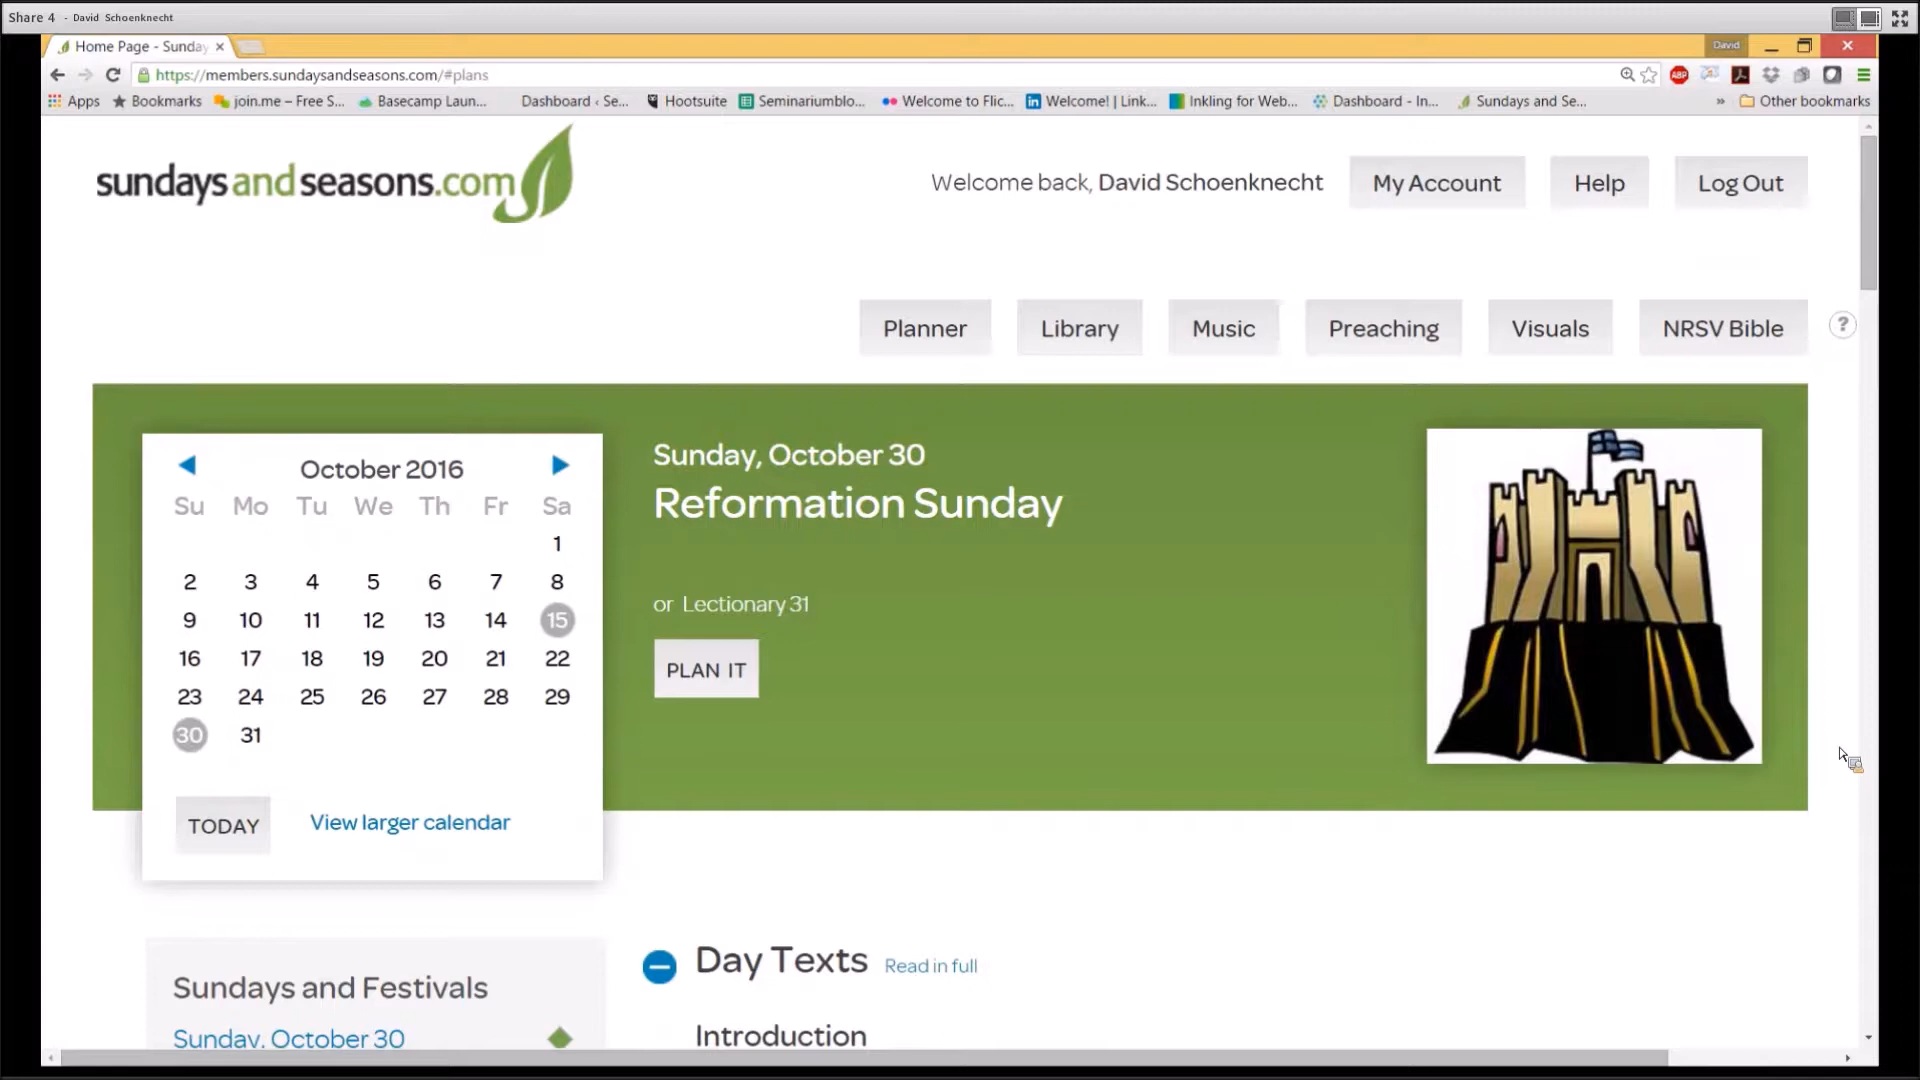 Share 4 - David Schoenknecht
Home Page - Sunday
David
https://members.sundaysandseasons.com/#plans
ABP
Apps Bookmarks join.me – Free S... Basecamp Laun... Dashboard ‹ Se... Hootsuite Seminariumblo... Welcome to Flic... Welcome! | Link... Inkling for Web... Dashboard - In... Sundays and Se... » Other bookmarks
sundaysandseasons.com
Welcome back, David Schoenknecht My Account Help Log Out
Planner Library Music Preaching Visuals NRSV Bible ?
October 2016
Su Mo Tu We Th Fr Sa
1
2 3 4 5 6 7 8
9 10 11 12 13 14 15
16 17 18 19 20 21 22
23 24 25 26 27 28 29
30 31
TODAY View larger calendar
Sunday, October 30
Reformation Sunday
or Lectionary 31
PLAN IT
Sundays and Festivals
Sunday, October 30
Day Texts Read in full
Introduction